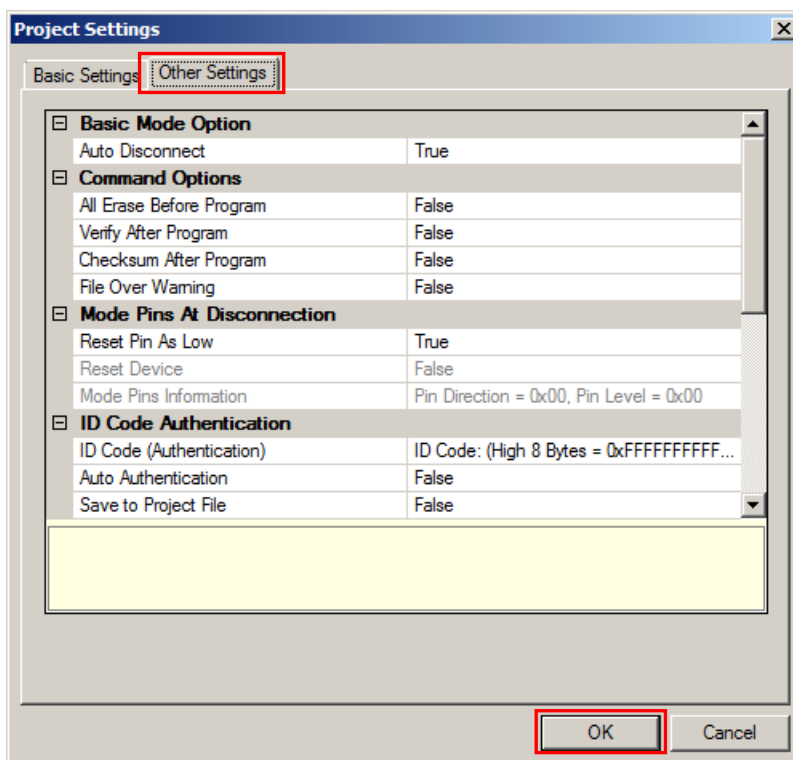 Project Settings
Basic Settings Other Settings
Basic Mode Option
Auto Disconnect True
Command Options
All Erase Before Program False
Verify After Program False
Checksum After Program False
File Over Warning False
Mode Pins At Disconnection
Reset Pin As Low True
Reset Device False
Mode Pins Information Pin Direction = 0x00, Pin Level = 0x00
ID Code Authentication
ID Code (Authentication) ID Code: (High 8 Bytes = 0xFFFFFFFFFF...
Auto Authentication False
Save to Project File False
OK Cancel